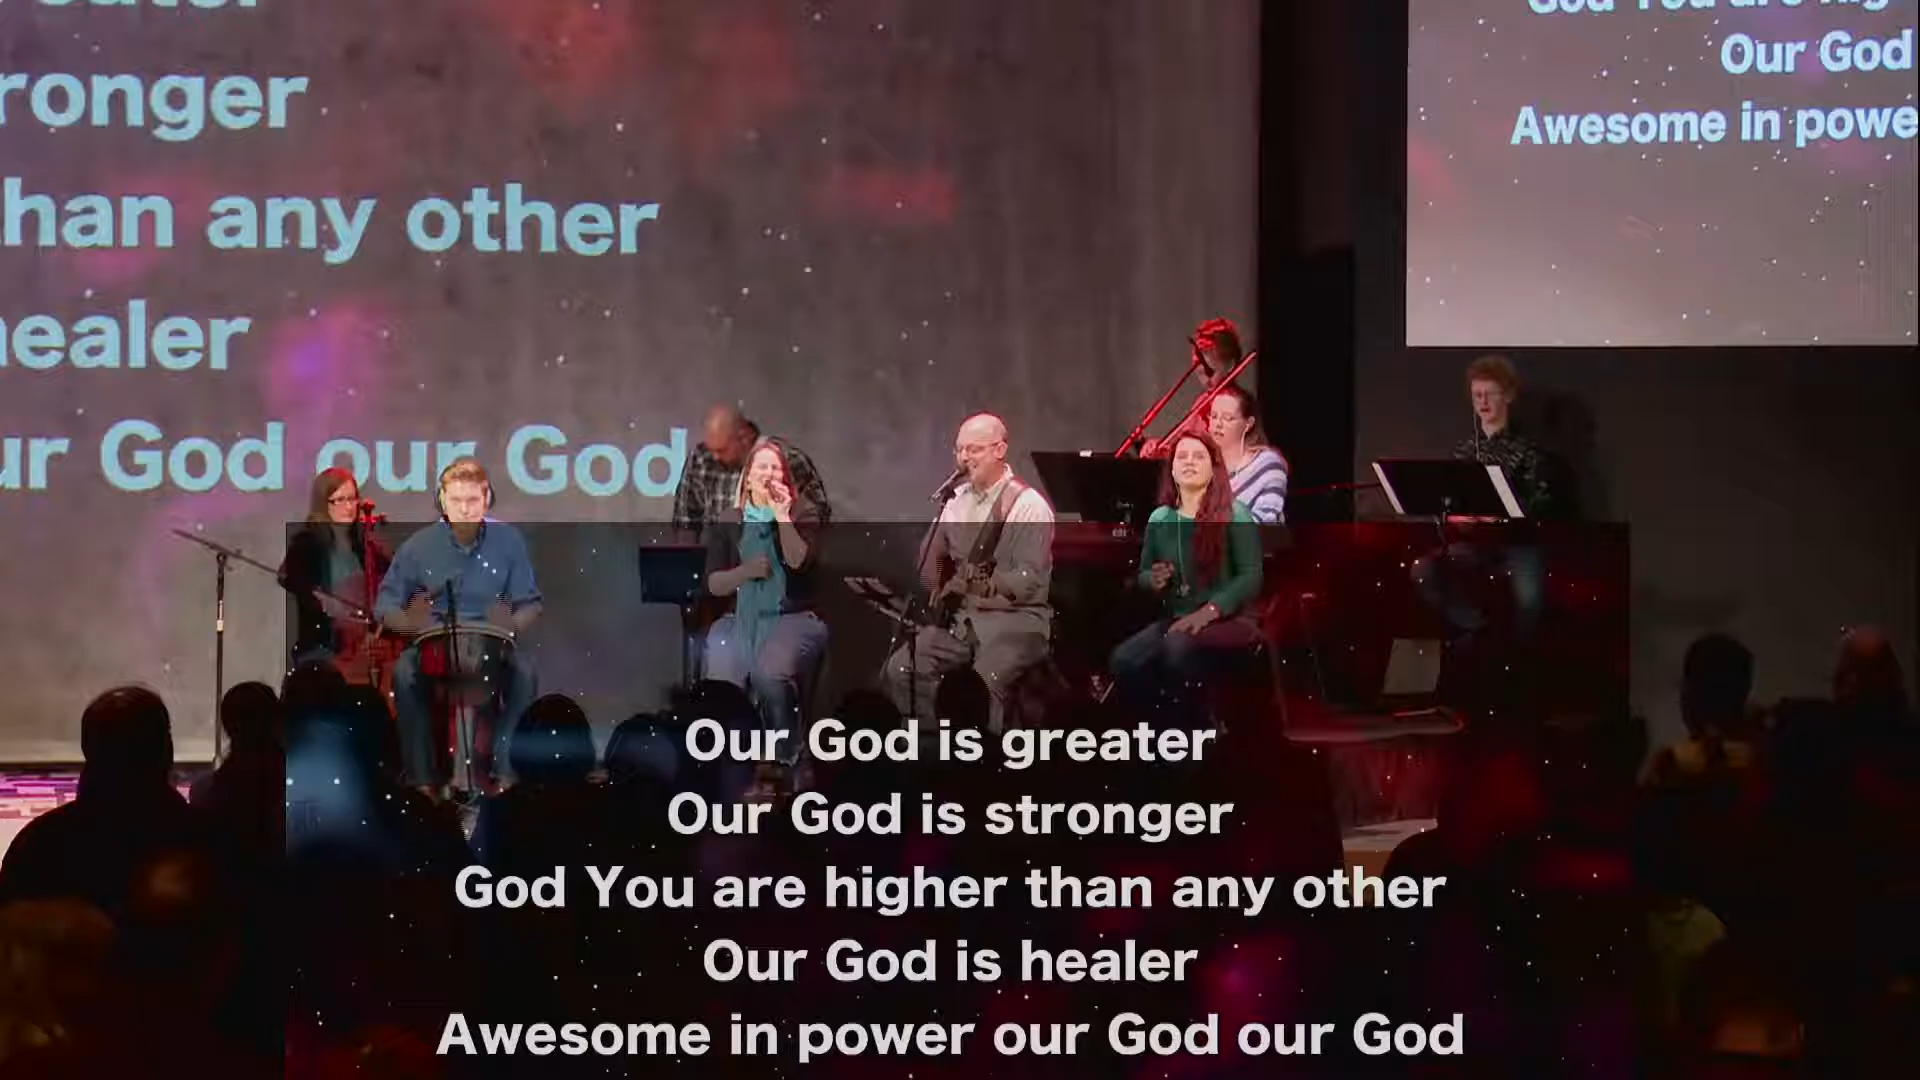 ronger
than any other
healer
ur God our God
Our God
Awesome in powe
Our God is greater
Our God is stronger
God You are higher than any other
Our God is healer
Awesome in power our God our God